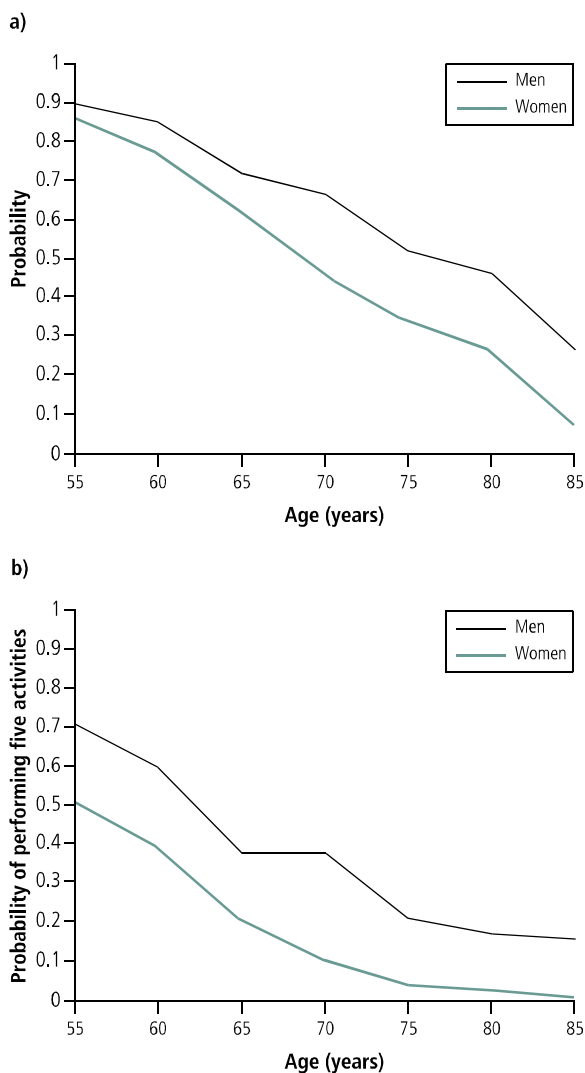 a)
1
0.9
0.8
0.7
0.6
0.5
0.4
0.3
0.2
0.1
0
Probability
Men
Women
55 60 65 70 75 80 85
Age (years)
b)
1
0.9
0.8
0.7
0.6
0.5
0.4
0.3
0.2
0.1
0
Probability of performing five activities
Men
Women
55 60 65 70 75 80 85
Age (years)